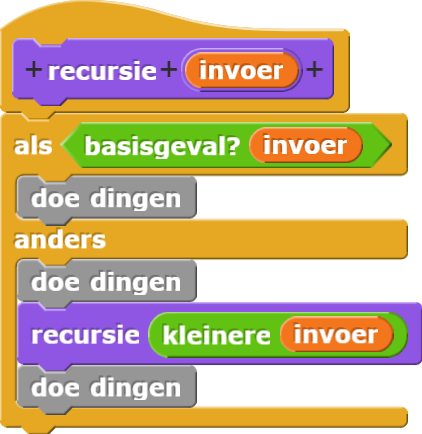 + recursie + invoer +
als basisgeval? invoer
doe dingen
anders
doe dingen
recursie kleinere invoer
doe dingen